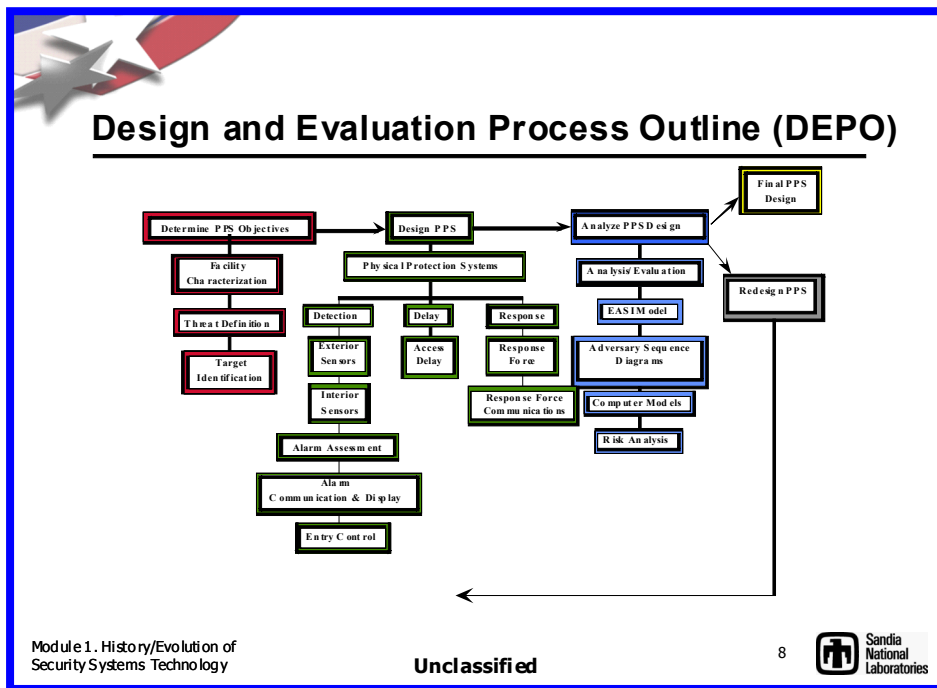 Design and Evaluation Process Outline (DEPO)
Final PPS
Design
Determine PPS Objectives
Design PPS
Analyze PPS Design
Facility
Characterization
Threat Definition
Target
Identification
Physical Protection Systems
Detection
Delay
Response
Exterior
Sensors
Access
Delay
Response
Force
Interior
Sensors
Response Force
Communications
Alarm Assessment
Alarm
Communication & Display
Entry Control
Analysis/Evaluation
EASI Model
Adversary Sequence
Diagrams
Computer Models
Risk Analysis
Redesign PPS
Module 1. History/Evolution of
Security Systems Technology
Unclassified
8
Sandia
National
Laboratories